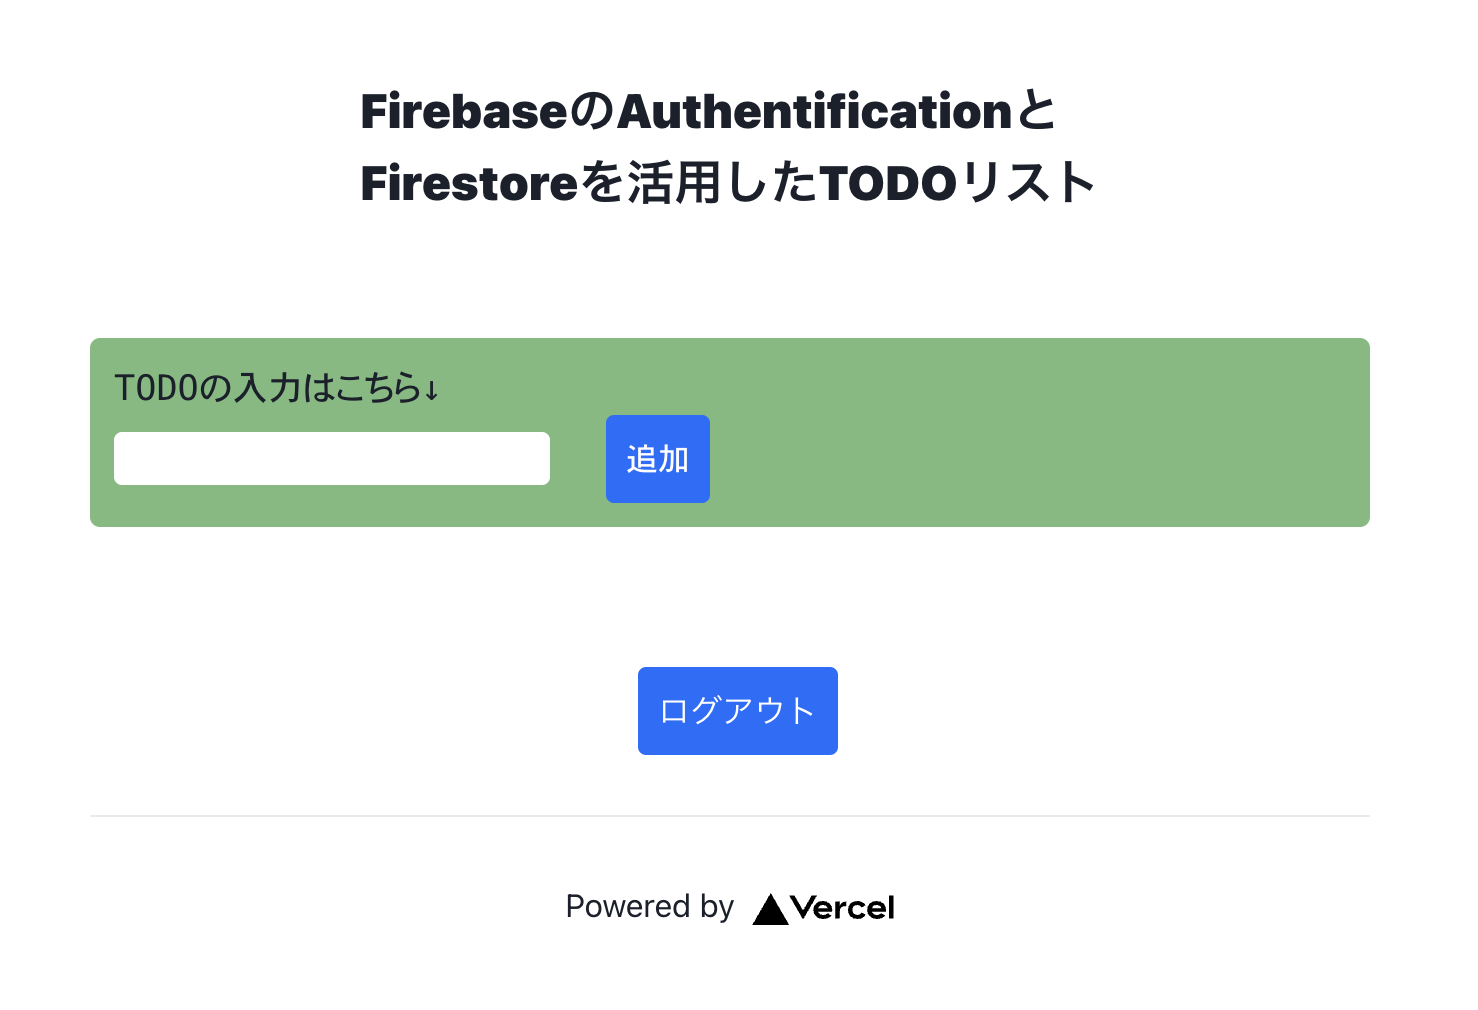 FirebaseのAuthentificationと
Firestoreを活用したTODOリスト
TODOの入力はこちら↓
追加
ログアウト
Powered by Vercel